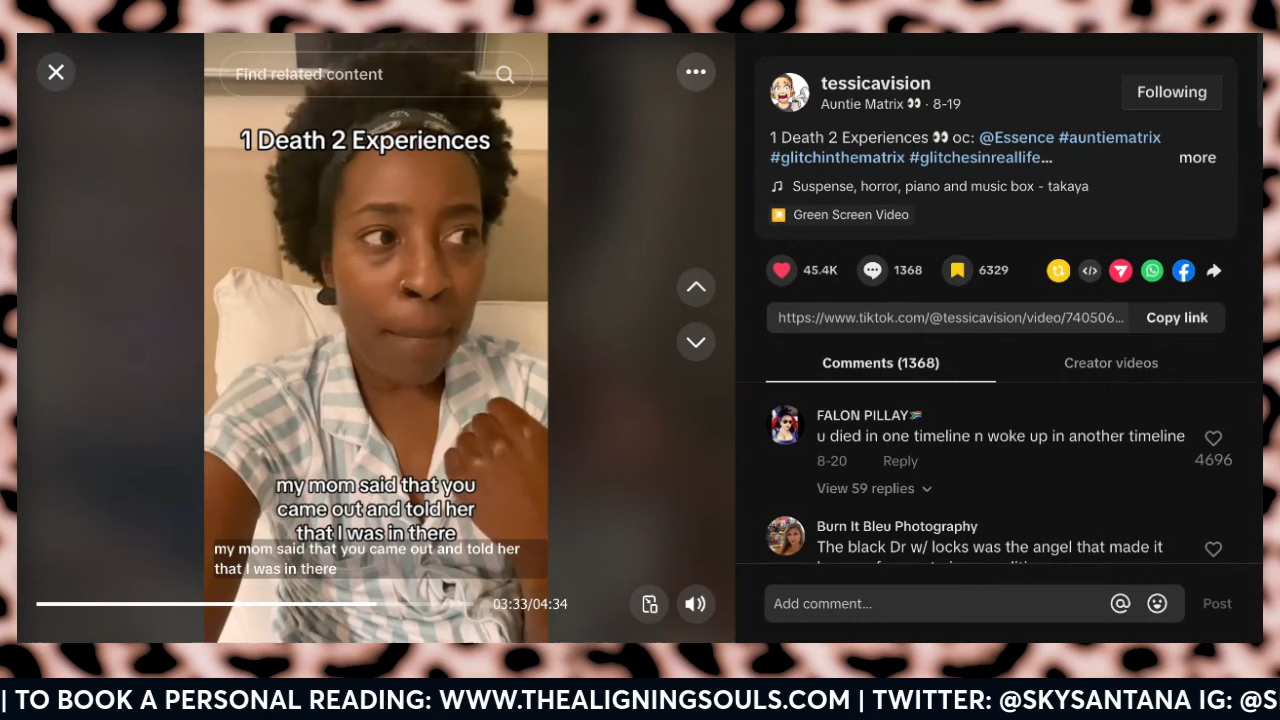 Find related content
1 Death 2 Experiences
my mom said that you
came out and told her
that I was in there
my mom said that you came out and told her
that I was in there
03:33/04:34
tessicavision
Auntie Matrix 👀 · 8-19
Following
1 Death 2 Experiences 👀 oc: @Essence #auntiematrix
#glitchinthematrix #glitchesinreallife...
more
Suspense, horror, piano and music box - takaya
Green Screen Video
45.4K
1368
6329
https://www.tiktok.com/@tessicavision/video/740506...
Copy link
Comments (1368)
Creator videos
FALON PILLAY🇿🇦
u died in one timeline n woke up in another timeline
8-20 Reply
4696
View 59 replies
Burn It Bleu Photography
The black Dr w/ locks was the angel that made it
Add comment...
Post
| TO BOOK A PERSONAL READING: WWW.THEALIGNINGSOULS.COM | TWITTER: @SKYSANTANA IG: @S